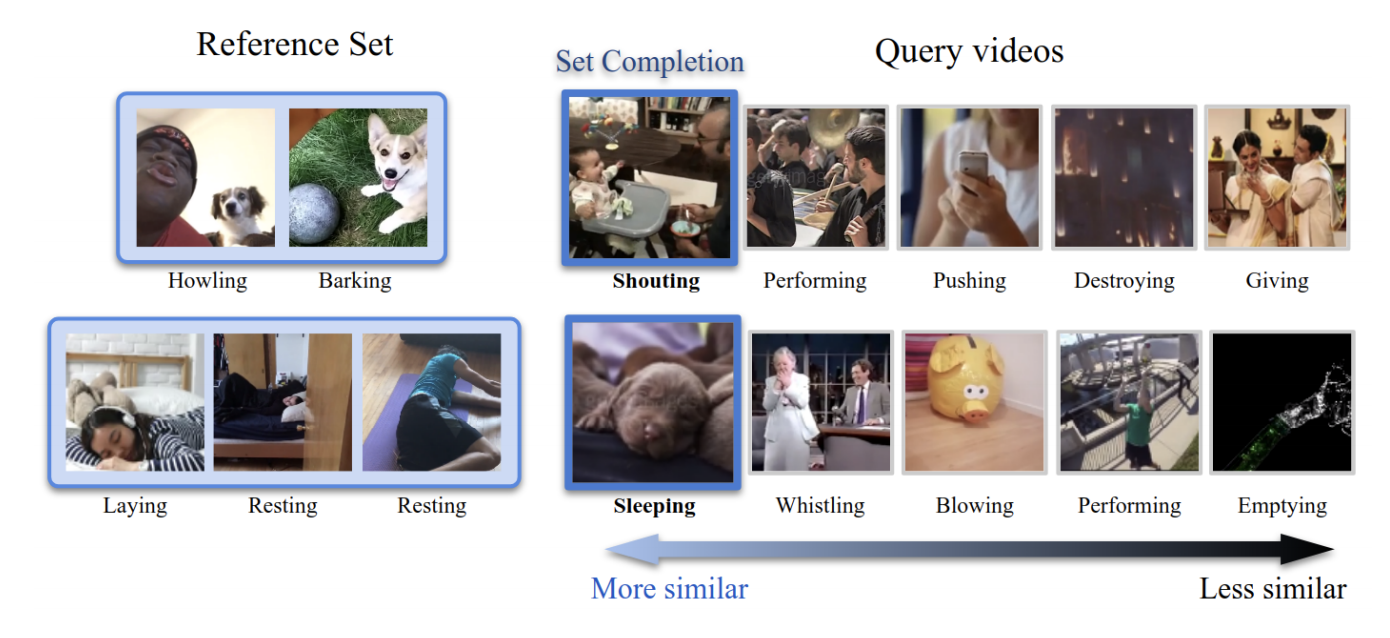 Reference Set
Set Completion
Query videos
Howling
Barking
Shouting
Performing
Pushing
Destroying
Giving
Laying
Resting
Resting
Sleeping
Whistling
Blowing
Performing
Emptying
More similar
Less similar